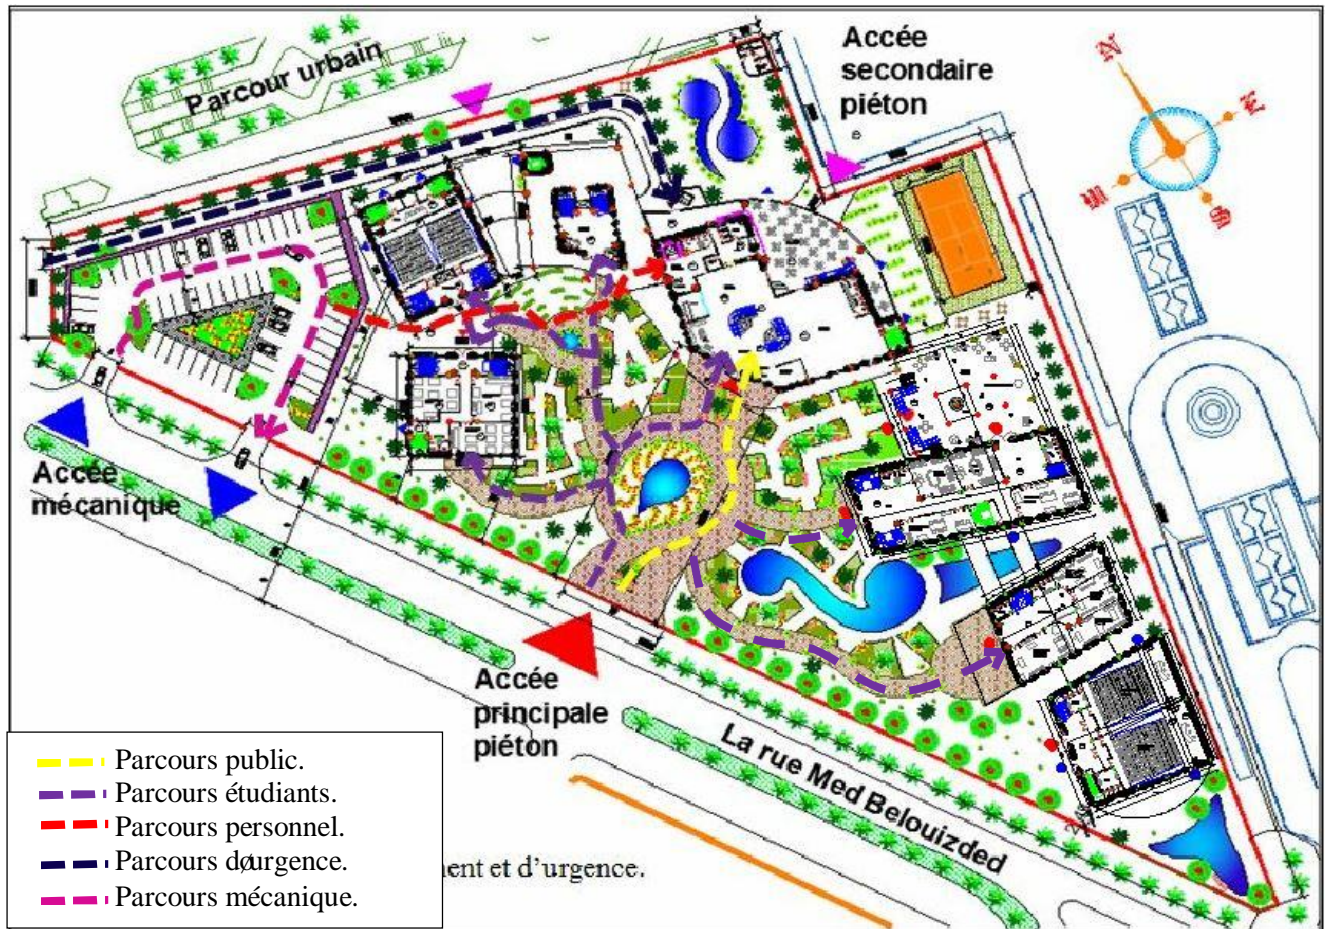 Parcour urbain
Accée
secondaire
piéton
N
E
S
Accée
mécanique
Accée
principale
piéton
La rue Med Belouizded
Parcours public.
Parcours étudiants.
Parcours personnel.
Parcours døurgence.
Parcours mécanique.
ent et d’urgence.